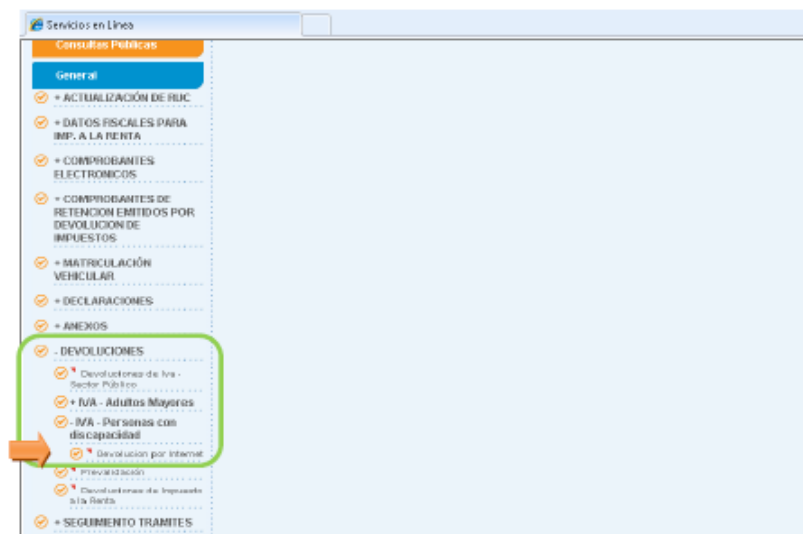 Servicios en Línea
Consultas Públicas
General
+ ACTUALIZACIÓN DE RUC
+ DATOS FISCALES PARA
IMP. A LA RENTA
+ COMPROBANTES
ELECTRONICOS
+ COMPROBANTES DE
RETENCION EMITIDOS POR
DEVOLUCION DE
IMPUESTOS
+ MATRICULACIÓN
VEHICULAR
+ DECLARACIONES
+ ANEXOS
- DEVOLUCIONES
Devoluciones de Iva -
Sector Público
+ IVA - Adultos Mayores
- IVA - Personas con
discapacidad
Devolucion por Internet
Prevalidación
Devoluciones de Impuesto
a la Renta
+ SEGUIMIENTO TRAMITES